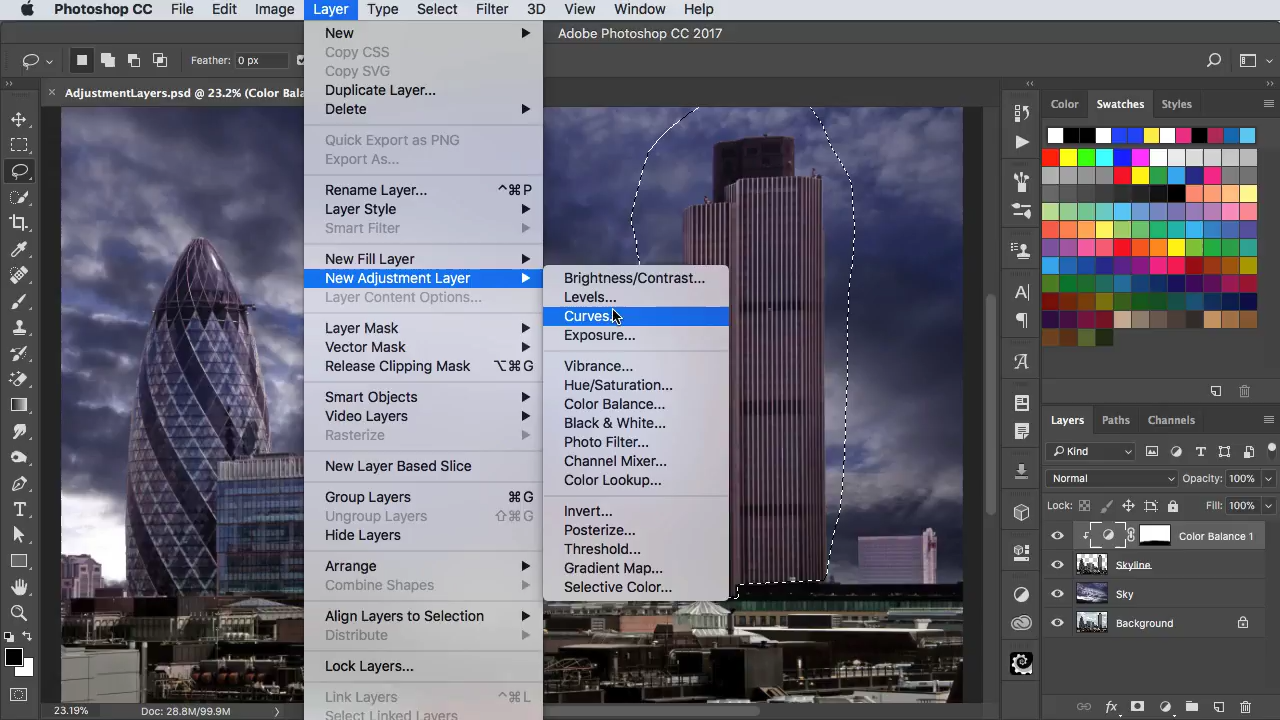 Photoshop CC File Edit Image Layer Type Select Filter 3D View Window Help
Adobe Photoshop CC 2017
Feather: 0 px
× AdjustmentLayers.psd @ 23.2% (Color Bala
New
Copy CSS
Copy SVG
Duplicate Layer...
Delete
Quick Export as PNG
Export As...
Rename Layer... ^⌘P
Layer Style
Smart Filter
New Fill Layer
New Adjustment Layer
Layer Content Options...
Layer Mask
Vector Mask
Release Clipping Mask ⌥⌘G
Smart Objects
Video Layers
Rasterize
New Layer Based Slice
Group Layers ⌘G
Ungroup Layers ⇧⌘G
Hide Layers
Arrange
Combine Shapes
Align Layers to Selection
Distribute
Lock Layers...
Link Layers ^⌘L
Select Linked Layers
Brightness/Contrast...
Levels...
Curves...
Exposure...
Vibrance...
Hue/Saturation...
Color Balance...
Black & White...
Photo Filter...
Channel Mixer...
Color Lookup...
Invert...
Posterize...
Threshold...
Gradient Map...
Selective Color...
Color Swatches Styles
Layers Paths Channels
Kind
Normal Opacity: 100%
Lock: Fill: 100%
Color Balance 1
Skyline
Sky
Background
23.19% Doc: 28.8M/99.9M